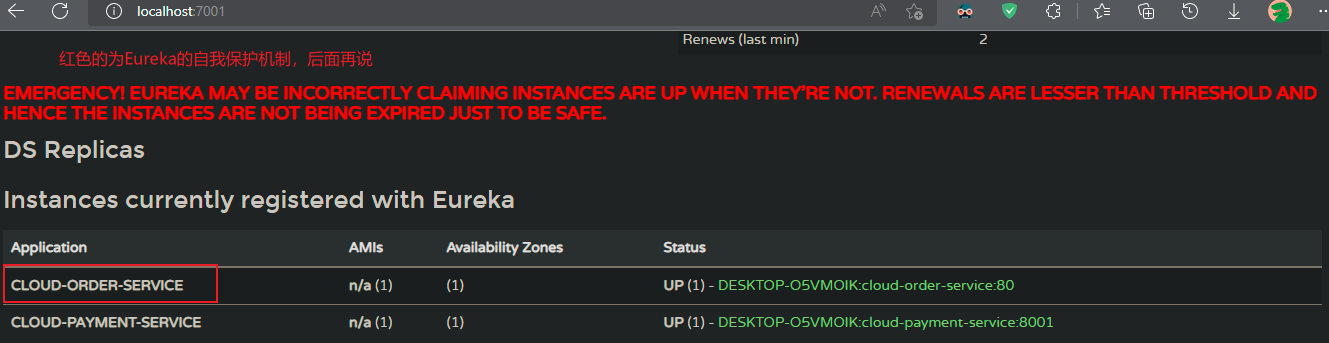 localhost:7001
Renews (last min) 2
红色的为Eureka的自我保护机制，后面再说
EMERGENCY! EUREKA MAY BE INCORRECTLY CLAIMING INSTANCES ARE UP WHEN THEY'RE NOT. RENEWALS ARE LESSER THAN THRESHOLD AND
HENCE THE INSTANCES ARE NOT BEING EXPIRED JUST TO BE SAFE.
DS Replicas
Instances currently registered with Eureka
Application AMIs Availability Zones Status
CLOUD-ORDER-SERVICE n/a (1) (1) UP (1) - DESKTOP-O5VMOIK:cloud-order-service:80
CLOUD-PAYMENT-SERVICE n/a (1) (1) UP (1) - DESKTOP-O5VMOIK:cloud-payment-service:8001